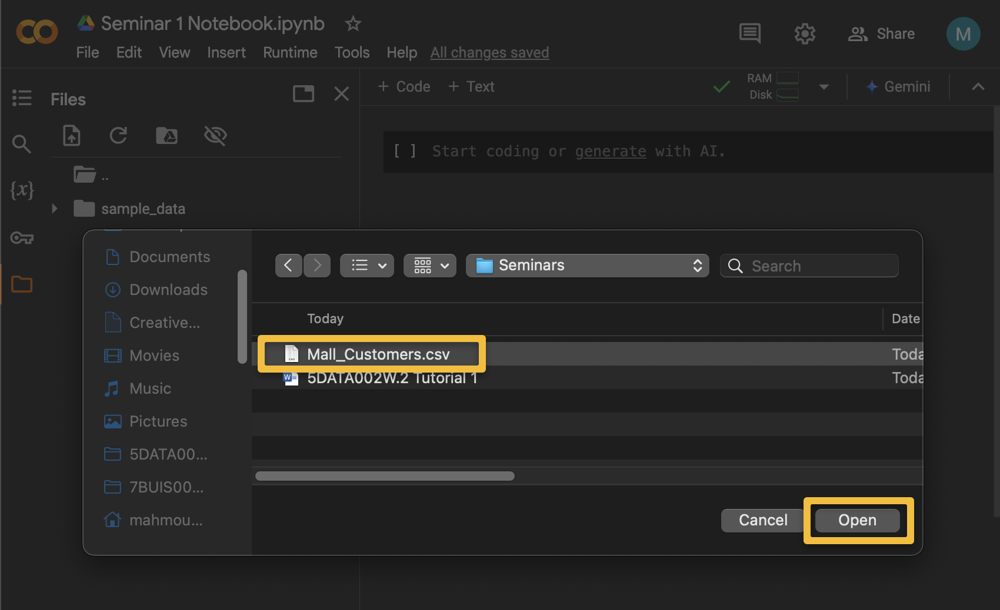 Seminar 1 Notebook.ipynb
File Edit View Insert Runtime Tools Help All changes saved
Share
M
Files
+ Code + Text
RAM
Disk
Gemini
[ ] Start coding or generate with AI.
..
{x}
sample_data
Documents
Downloads
Creative...
Movies
Music
Pictures
5DATA00...
7BUIS00...
mahmou...
Seminars
Search
Today
Date
Mall_Customers.csv
Toda
5DATA002W.2 Tutorial 1
Toda
Cancel
Open